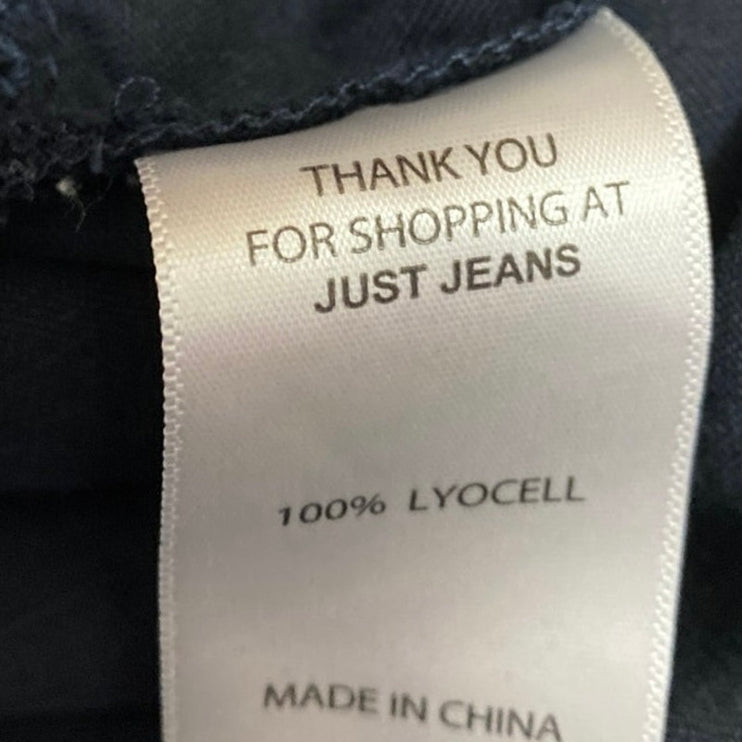 THANK YOU
FOR SHOPPING AT
JUST JEANS
100% LYOCELL
MADE IN CHINA